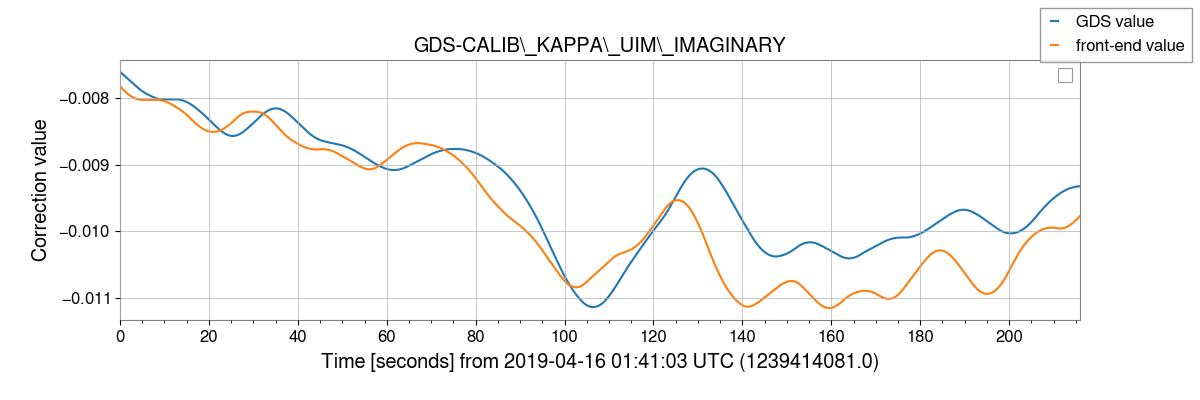 GDS value
front-end value
GDS-CALIB\_KAPPA\_UIM\_IMAGINARY
Correction value
−0.008
−0.009
−0.010
−0.011
0 20 40 60 80 100 120 140 160 180 200
Time [seconds] from 2019-04-16 01:41:03 UTC (1239414081.0)